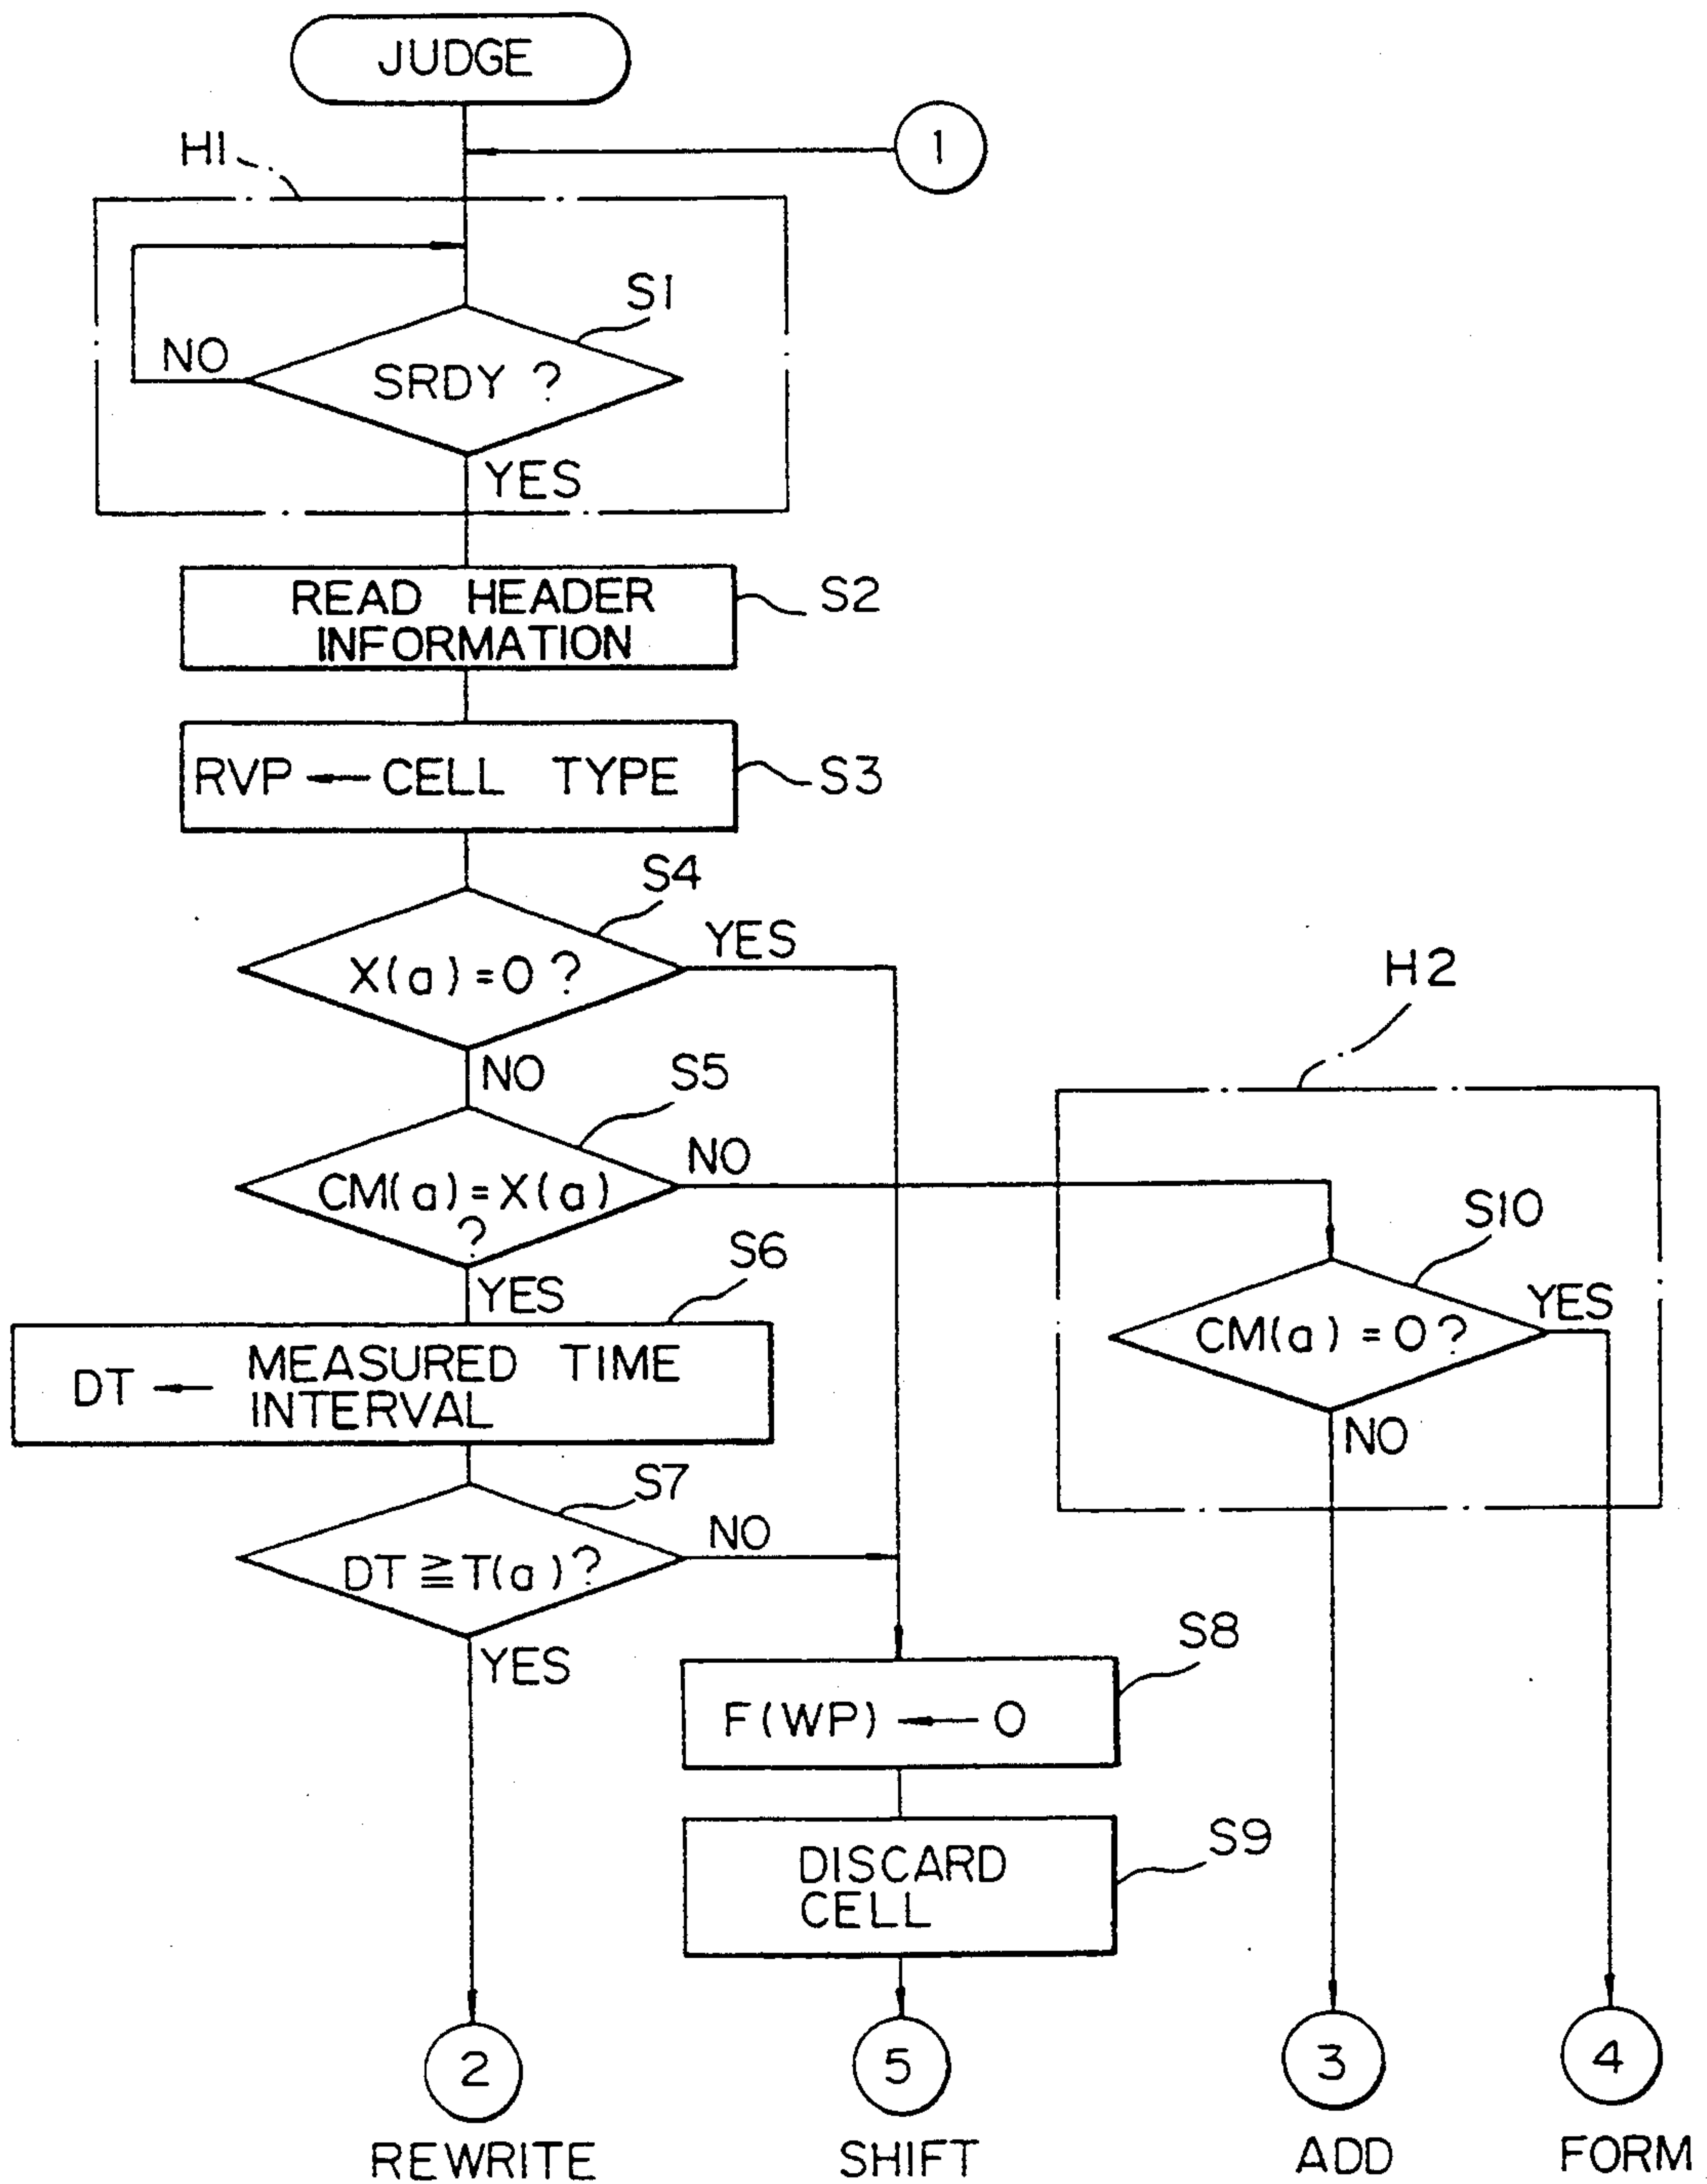 JUDGE
1
H1
S1
NO
SRDY ?
YES
READ HEADER
INFORMATION
S2
RVP ← CELL TYPE
S3
S4
YES
X(a)=0 ?
H2
NO
S5
NO
CM(a)=X(a)
?
S10
S6
YES
YES
CM(a)=0 ?
MEASURED TIME
DT ←
INTERVAL
NO
S7
NO
DT ≧ T(a) ?
S8
YES
F(WP) ← 0
S9
DISCARD
CELL
2
5
3
4
REWRITE
SHIFT
ADD
FORM